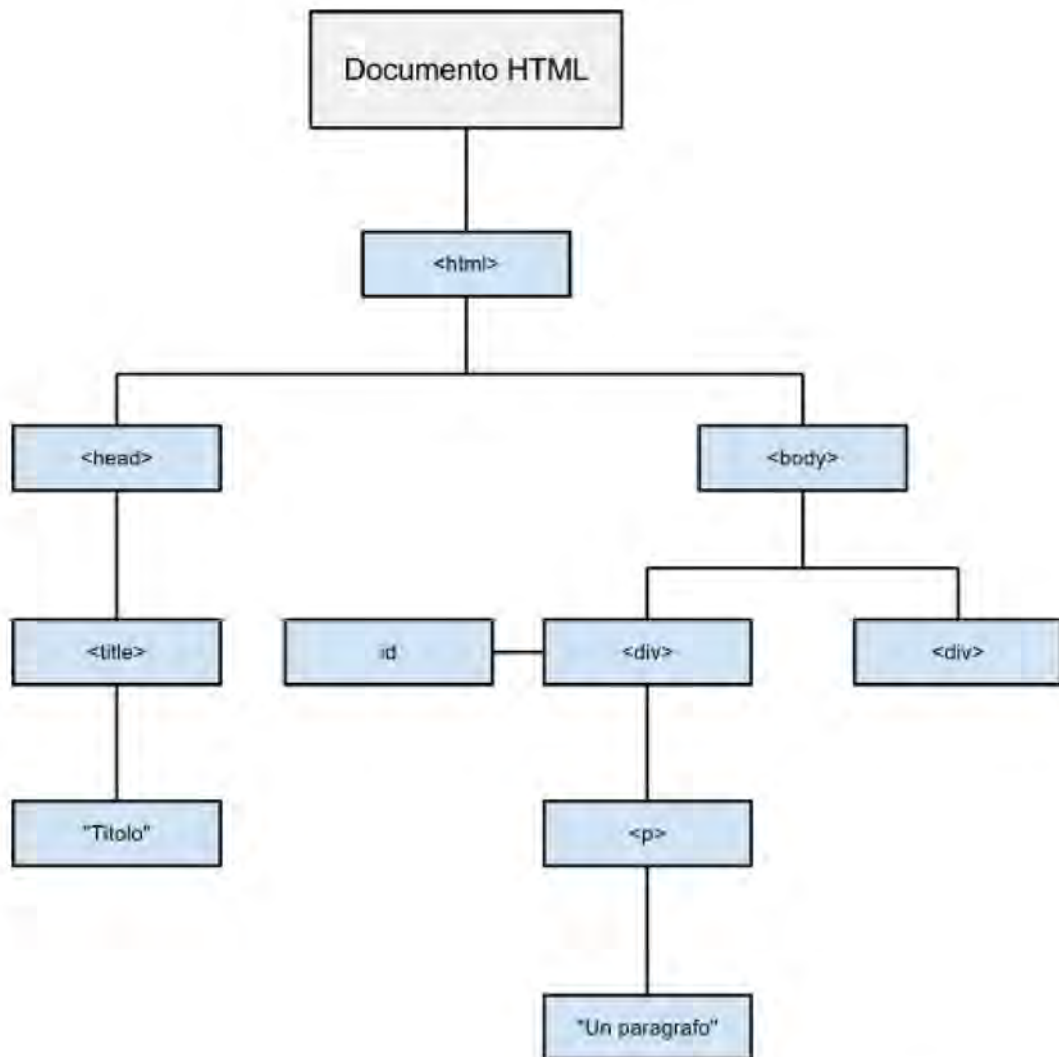 Documento HTML
<html>
<head>
<body>
<title>
id
<div>
<div>
"Titolo"
<p>
"Un paragrafo"